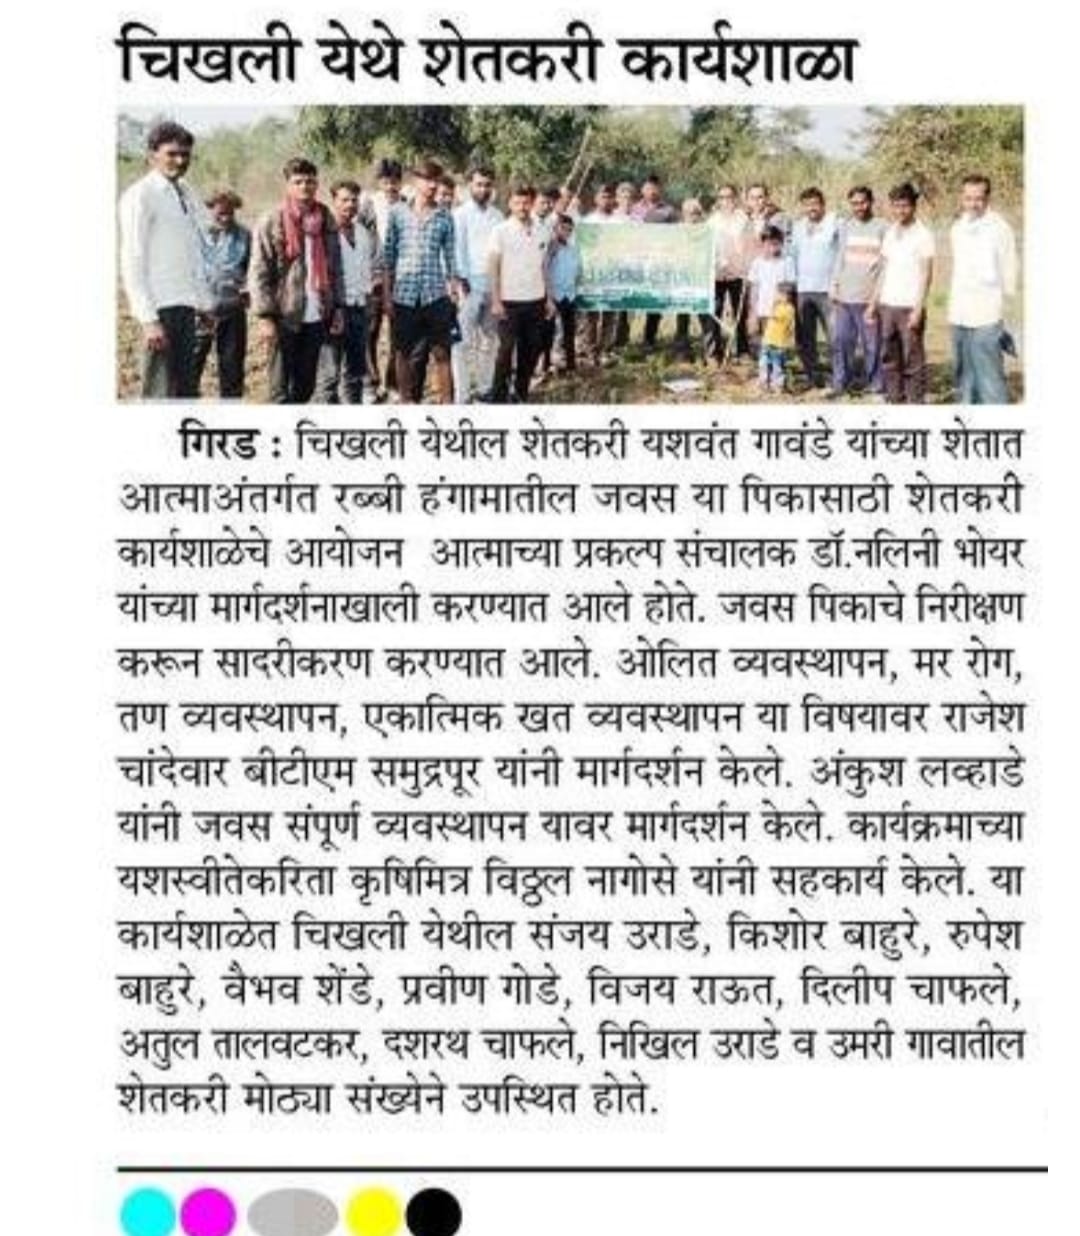 चिखली येथे शेतकरी कार्यशाळा
गिरड : चिखली येथील शेतकरी यशवंत गावंडे यांच्या शेतात
आत्माअंतर्गत रब्बी हंगामातील जवस या पिकासाठी शेतकरी
कार्यशाळेचे आयोजन आत्माच्या प्रकल्प संचालक डॉ.नलिनी भोयर
यांच्या मार्गदर्शनाखाली करण्यात आले होते. जवस पिकाचे निरीक्षण
करून सादरीकरण करण्यात आले. ओलित व्यवस्थापन, मर रोग,
तण व्यवस्थापन, एकात्मिक खत व्यवस्थापन या विषयावर राजेश
चांदेवार बीटीएम समुद्रपूर यांनी मार्गदर्शन केले. अंकुश लव्हाडे
यांनी जवस संपूर्ण व्यवस्थापन यावर मार्गदर्शन केले. कार्यक्रमाच्या
यशस्वीतेकरिता कृषिमित्र विठ्ठल नागोसे यांनी सहकार्य केले. या
कार्यशाळेत चिखली येथील संजय उराडे, किशोर बाहुरे, रुपेश
बाहुरे, वैभव शेंडे, प्रवीण गोडे, विजय राऊत, दिलीप चाफले,
अतुल तालवटकर, दशरथ चाफले, निखिल उराडे व उमरी गावातील
शेतकरी मोठ्या संख्येने उपस्थित होते.